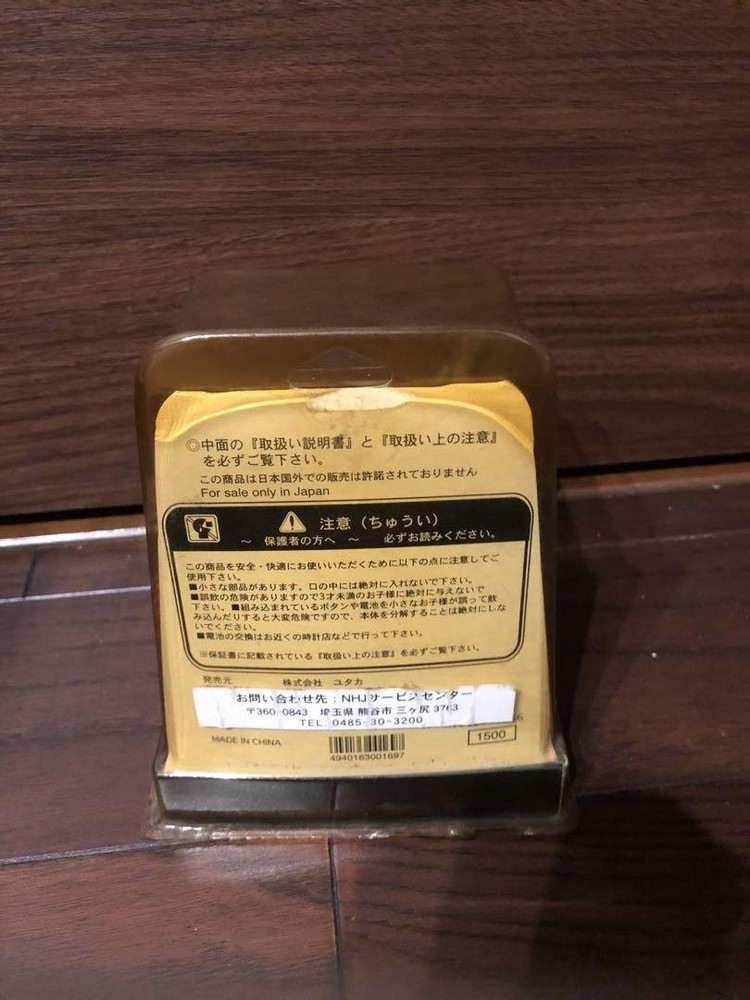 ◎中面の『取扱い説明書』と『取扱い上の注意』
を必ずご覧下さい。
この商品は日本国外での販売は許諾されておりません
For sale only in Japan
注意（ちゅうい）
～ 保護者の方へ ～ 必ずお読みください。
この商品を安全・快適にお使いいただくために以下の点に注意してご
使用下さい。
■小さな部品があります。口の中には絶対に入れないで下さい。
■誤飲の危険がありますので3才未満のお子様に絶対に与えないで
下さい。■組み込まれているボタンや電池を小さなお子様が誤って飲
み込んだりすると大変危険ですので、本体を分解することは絶対にしな
いでください。
■電池の交換はお近くの時計店などで行って下さい。
※保証書に記載されている『取扱い上の注意』を必ずご覧下さい。
発売元 株式会社 ユタカ
お問い合わせ先：NHJサービスセンター
〒360-0843 埼玉県 熊谷市 三ヶ尻 3763
TEL. 0485-30-3200
MADE IN CHINA
1500
4940163001697